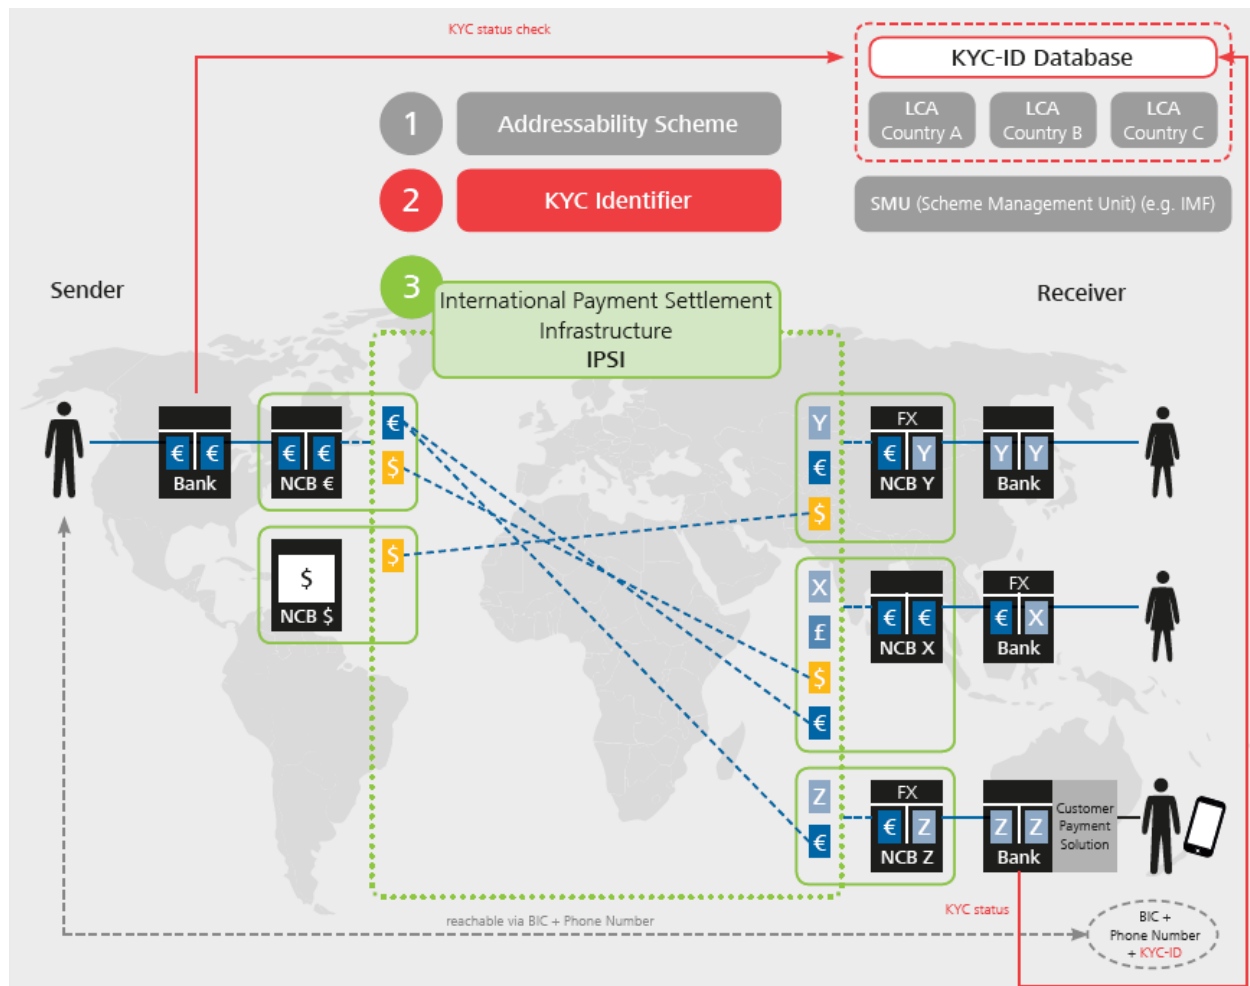 KYC status check
KYC-ID Database
LCA
Country A
LCA
Country B
LCA
Country C
1
Addressability Scheme
2
KYC Identifier
SMU (Scheme Management Unit) (e.g. IMF)
3
International Payment Settlement
Infrastructure
IPSI
Sender
Receiver
€ €
Bank
€ €
NCB €
€
$
$
NCB $
$
Y
€
$
FX
€ Y
NCB Y
Y Y
Bank
X
£
$
€
€ €
NCB X
FX
€ X
Bank
Z
€
FX
€ Z
NCB Z
Z Z
Bank
Customer
Payment
Solution
KYC status
reachable via BIC + Phone Number
BIC +
Phone Number
+ KYC-ID